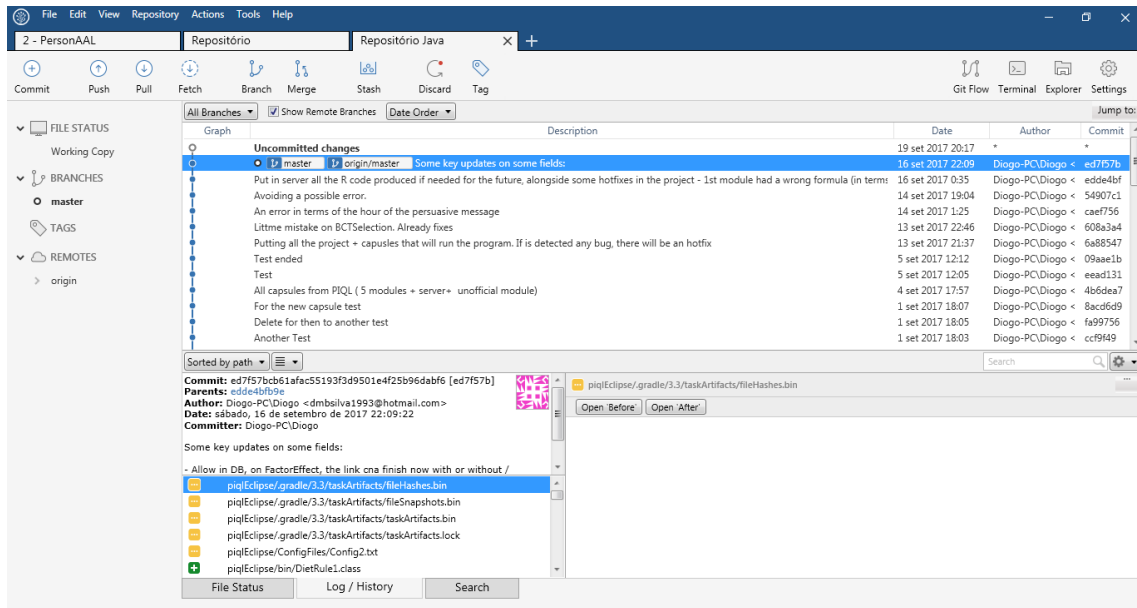 File Edit View Repository Actions Tools Help
2 - PersonAAL Repositório Repositório Java
Commit Push Pull Fetch Branch Merge Stash Discard Tag Git Flow Terminal Explorer Settings
All Branches Show Remote Branches Date Order Jump to:
FILE STATUS
Working Copy
BRANCHES
master
TAGS
REMOTES
origin
Graph Description Date Author Commit
Uncommitted changes 19 set 2017 20:17 * *
master origin/master Some key updates on some fields: 16 set 2017 22:09 Diogo-PC\Diogo < ed7f57b
Put in server all the R code produced if needed for the future, alongside some hotfixes in the project - 1st module had a wrong formula (in terms 16 set 2017 0:35 Diogo-PC\Diogo < edde4bf
Avoiding a possible error. 14 set 2017 19:04 Diogo-PC\Diogo < 54907c1
An error in terms of the hour of the persuasive message 14 set 2017 1:25 Diogo-PC\Diogo < caef756
Littme mistake on BCTSelection. Already fixes 13 set 2017 22:46 Diogo-PC\Diogo < 608a3a4
Putting all the project + capusles that will run the program. If is detected any bug, there will be an hotfix 13 set 2017 21:37 Diogo-PC\Diogo < 6a88547
Test ended 5 set 2017 12:12 Diogo-PC\Diogo < 09aae1b
Test 5 set 2017 12:05 Diogo-PC\Diogo < eead131
All capsules from PIQL ( 5 modules + server+ unofficial module) 4 set 2017 17:57 Diogo-PC\Diogo < 4b6dea7
For the new capsule test 1 set 2017 18:07 Diogo-PC\Diogo < 8acd6d9
Delete for then to another test 1 set 2017 18:05 Diogo-PC\Diogo < fa99756
Another Test 1 set 2017 18:03 Diogo-PC\Diogo < ccf9f49
Sorted by path Search
Commit: ed7f57bcb61afac55193f3d9501e4f25b96dabf6 [ed7f57b]
Parents: edde4bfb9e
Author: Diogo-PC\Diogo <dmbsilva1993@hotmail.com>
Date: sábado, 16 de setembro de 2017 22:09:22
Committer: Diogo-PC\Diogo
Some key updates on some fields:
- Allow in DB, on FactorEffect, the link cna finish now with or without /
piqlEclipse/.gradle/3.3/taskArtifacts/fileHashes.bin
piqlEclipse/.gradle/3.3/taskArtifacts/fileSnapshots.bin
piqlEclipse/.gradle/3.3/taskArtifacts/taskArtifacts.bin
piqlEclipse/.gradle/3.3/taskArtifacts/taskArtifacts.lock
piqlEclipse/ConfigFiles/Config2.txt
piqlEclipse/bin/DietRule1.class
piqlEclipse/.gradle/3.3/taskArtifacts/fileHashes.bin
Open 'Before' Open 'After'
File Status Log / History Search